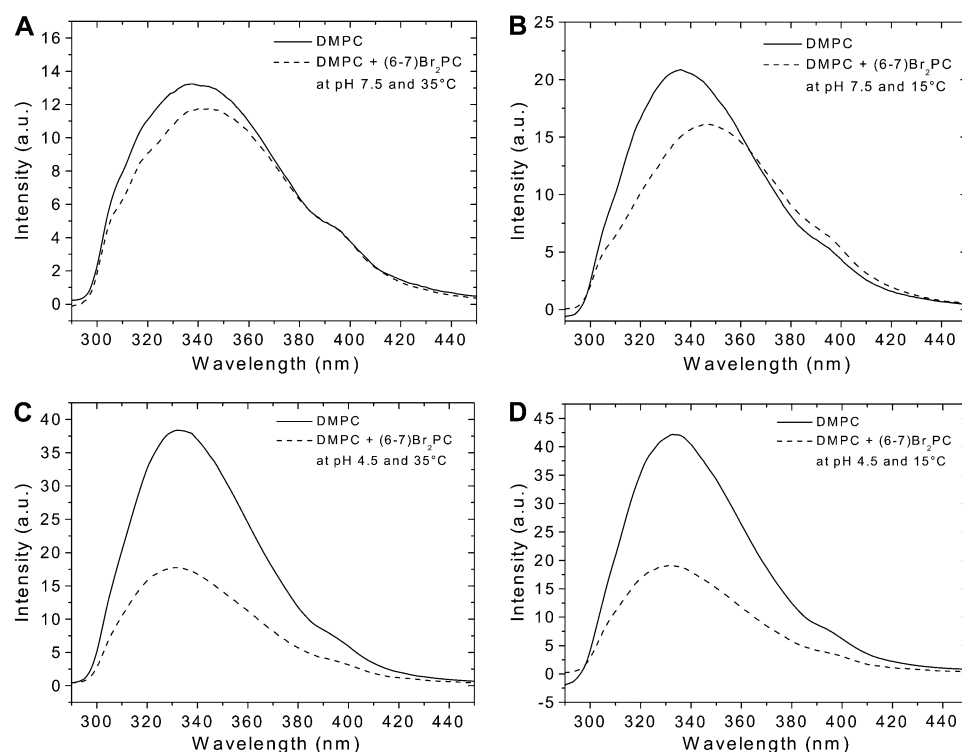 A
DMPC
DMPC + (6-7)Br₂PC
at pH 7.5 and 35°C
Intensity (a.u.)
16
14
12
10
8
6
4
2
0
300 320 340 360 380 400 420 440
Wavelength (nm)
B
DMPC
DMPC + (6-7)Br₂PC
at pH 7.5 and 15°C
Intensity (a.u.)
25
20
15
10
5
0
300 320 340 360 380 400 420 440
Wavelength (nm)
C
DMPC
DMPC + (6-7)Br₂PC
at pH 4.5 and 35°C
Intensity (a.u.)
40
35
30
25
20
15
10
5
0
300 320 340 360 380 400 420 440
Wavelength (nm)
D
DMPC
DMPC + (6-7)Br₂PC
at pH 4.5 and 15°C
Intensity (a.u.)
45
40
35
30
25
20
15
10
5
0
-5
300 320 340 360 380 400 420 440
Wavelength (nm)